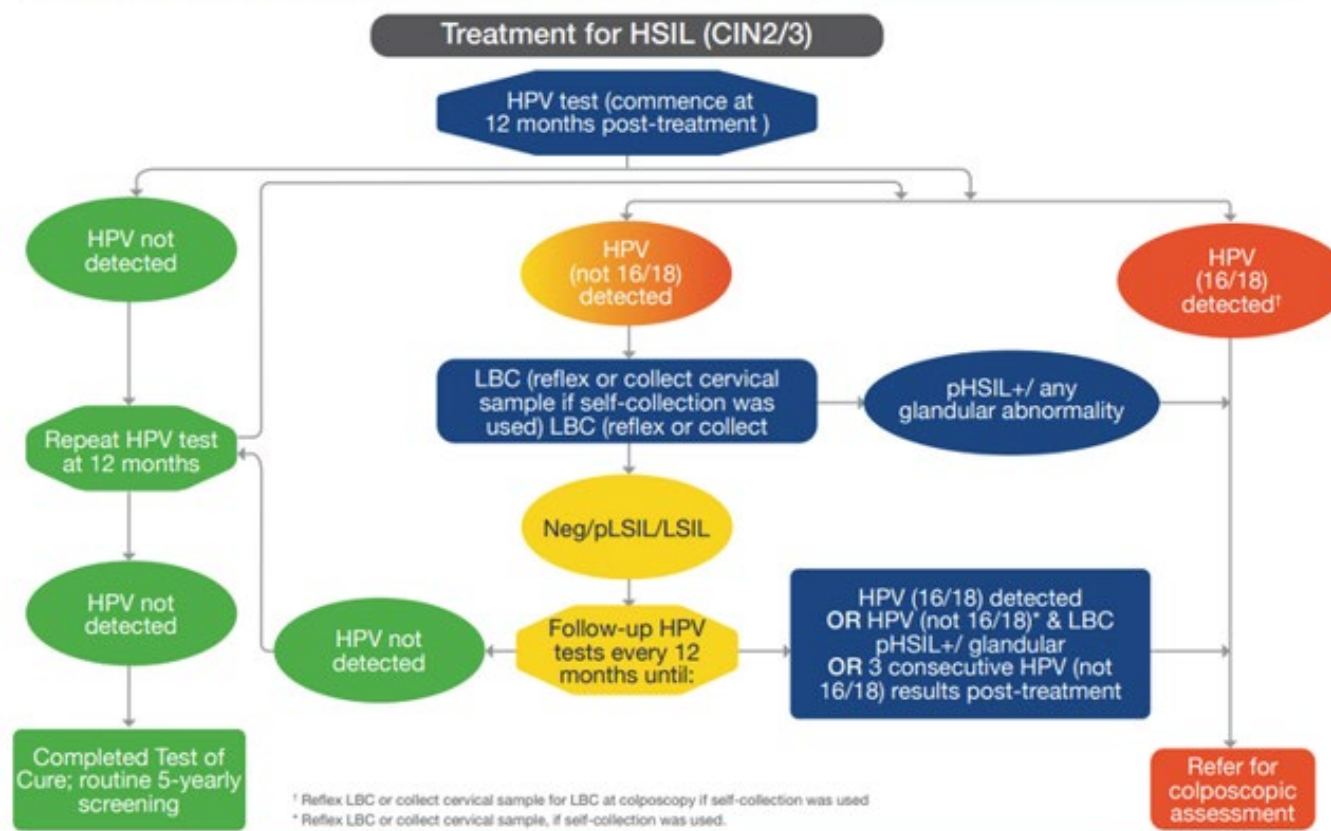 Treatment for HSIL (CIN2/3)
HPV test (commence at
12 months post-treatment )
HPV not
detected
HPV
(not 16/18)
detected
HPV
(16/18)
detected†
LBC (reflex or collect cervical
sample if self-collection was
used) LBC (reflex or collect
pHSIL+/ any
glandular abnormality
Repeat HPV test
at 12 months
Neg/pLSIL/LSIL
HPV not
detected
HPV not
detected
Follow-up HPV
tests every 12
months until:
HPV (16/18) detected
OR HPV (not 16/18)* & LBC
pHSIL+/ glandular
OR 3 consecutive HPV (not
16/18) results post-treatment
Completed Test of
Cure; routine 5-yearly
screening
Refer for
colposcopic
assessment
† Reflex LBC or collect cervical sample for LBC at colposcopy if self-collection was used
* Reflex LBC or collect cervical sample, if self-collection was used.